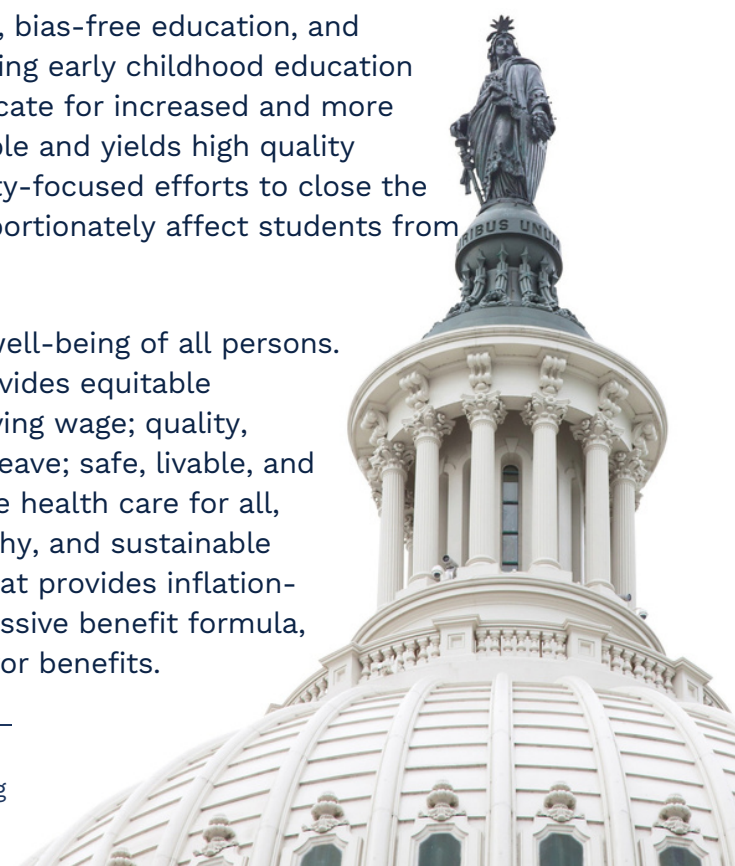 , bias-free education, and
ing early childhood education
cate for increased and more
ble and yields high quality
ty-focused efforts to close the
portionately affect students from
RIBUS UNUM
well-being of all persons.
vides equitable
ving wage; quality,
eave; safe, livable, and
e health care for all,
hy, and sustainable
at provides inflation-
ssive benefit formula,
or benefits.
g